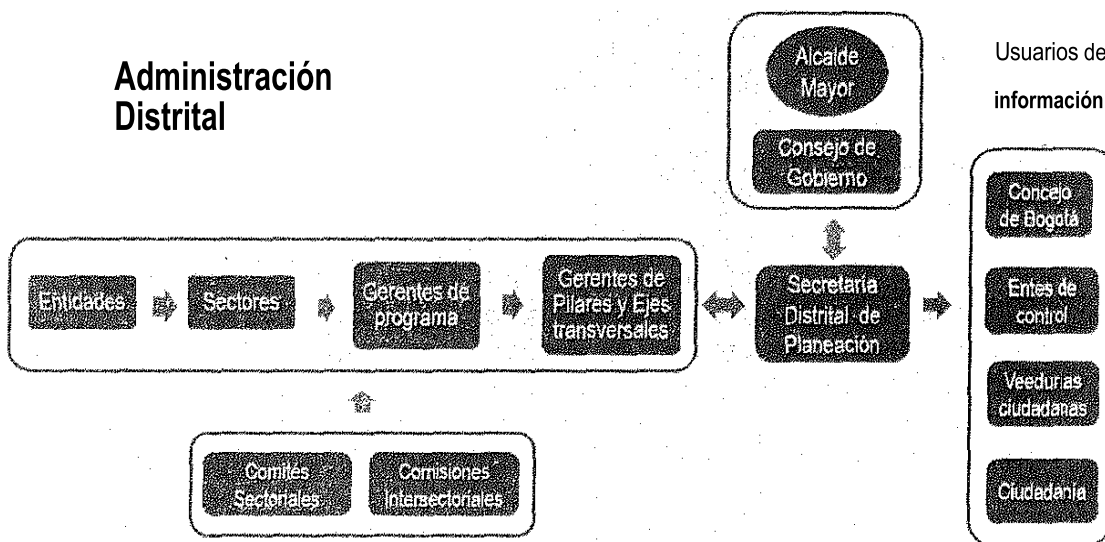 Administración
Distrital
Alcalde
Mayor
Consejo de
Gobierno
Usuarios de
información
Entidades
Sectores
Gerentes de
programa
Gerentes de
Pilares y Ejes
transversales
Secretaría
Distrital de
Planeación
Concejo
de Bogotá
Entes de
control
Veedurías
ciudadanas
Ciudadanía
Comités
Sectoriales
Comisiones
Intersectoriales